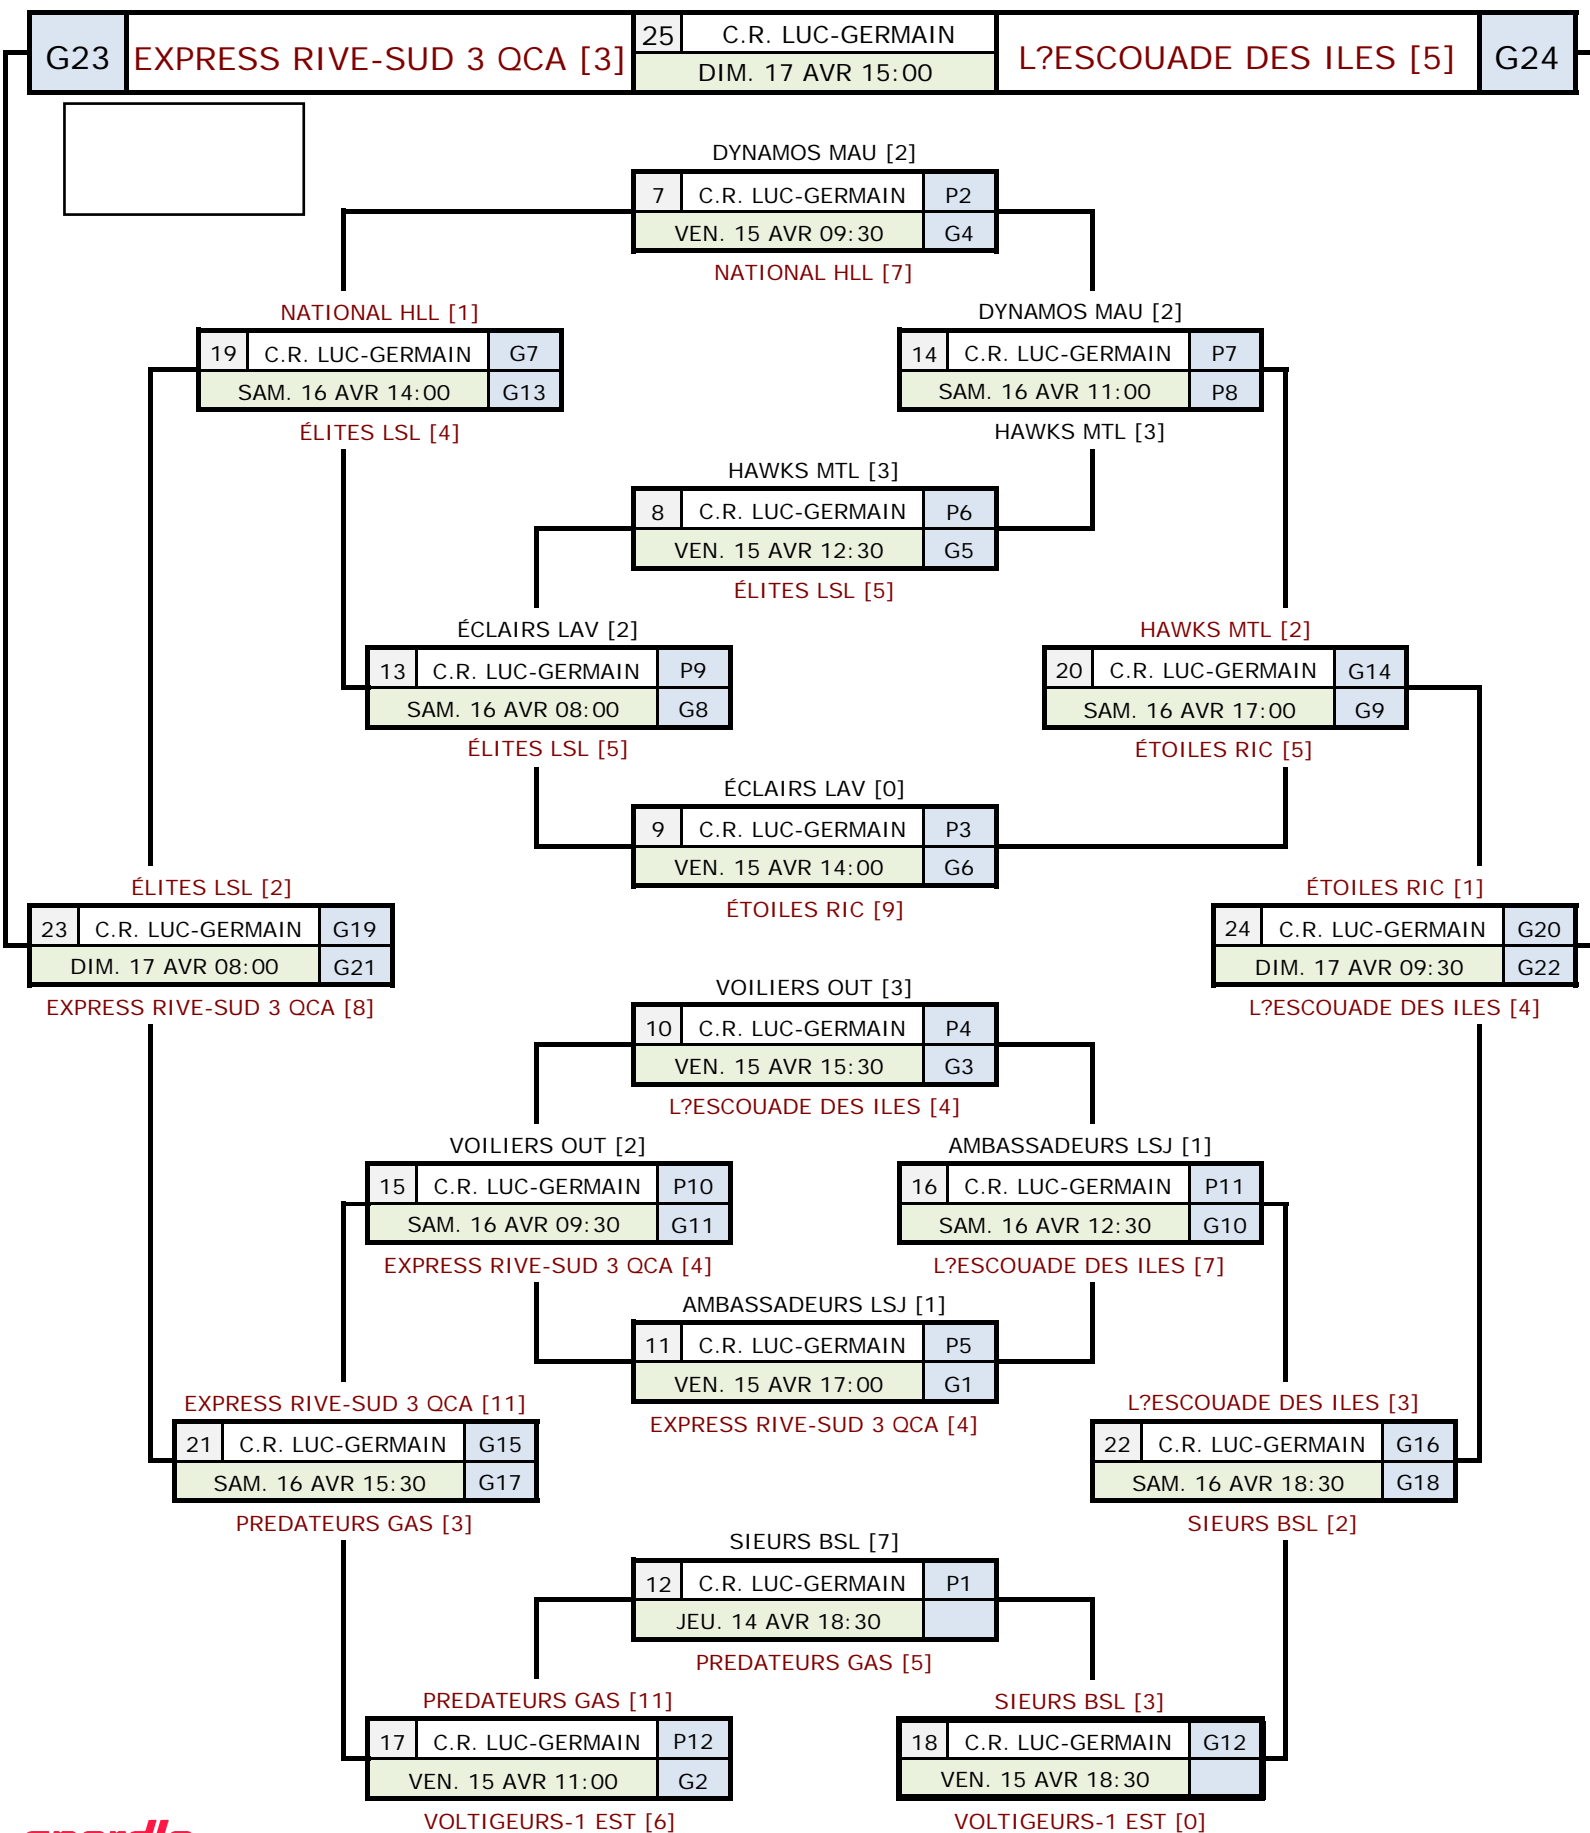 G23 EXPRESS RIVE-SUD 3 QCA [3] 25 C.R. LUC-GERMAIN L?ESCOUADE DES ILES [5] G24
DIM. 17 AVR 15:00
DYNAMOS MAU [2]
7 C.R. LUC-GERMAIN P2
VEN. 15 AVR 09:30 G4
NATIONAL HLL [7]
NATIONAL HLL [1]
19 C.R. LUC-GERMAIN G7
SAM. 16 AVR 14:00 G13
ÉLITES LSL [4]
DYNAMOS MAU [2]
14 C.R. LUC-GERMAIN P7
SAM. 16 AVR 11:00 P8
HAWKS MTL [3]
HAWKS MTL [3]
8 C.R. LUC-GERMAIN P6
VEN. 15 AVR 12:30 G5
ÉLITES LSL [5]
ÉCLAIRS LAV [2]
13 C.R. LUC-GERMAIN P9
SAM. 16 AVR 08:00 G8
ÉLITES LSL [5]
HAWKS MTL [2]
20 C.R. LUC-GERMAIN G14
SAM. 16 AVR 17:00 G9
ÉTOILES RIC [5]
ÉCLAIRS LAV [0]
9 C.R. LUC-GERMAIN P3
VEN. 15 AVR 14:00 G6
ÉTOILES RIC [9]
ÉLITES LSL [2]
23 C.R. LUC-GERMAIN G19
DIM. 17 AVR 08:00 G21
EXPRESS RIVE-SUD 3 QCA [8]
ÉTOILES RIC [1]
24 C.R. LUC-GERMAIN G20
DIM. 17 AVR 09:30 G22
L?ESCOUADE DES ILES [4]
VOILIERS OUT [3]
10 C.R. LUC-GERMAIN P4
VEN. 15 AVR 15:30 G3
L?ESCOUADE DES ILES [4]
VOILIERS OUT [2]
15 C.R. LUC-GERMAIN P10
SAM. 16 AVR 09:30 G11
EXPRESS RIVE-SUD 3 QCA [4]
AMBASSADEURS LSJ [1]
16 C.R. LUC-GERMAIN P11
SAM. 16 AVR 12:30 G10
L?ESCOUADE DES ILES [7]
AMBASSADEURS LSJ [1]
11 C.R. LUC-GERMAIN P5
VEN. 15 AVR 17:00 G1
EXPRESS RIVE-SUD 3 QCA [4]
EXPRESS RIVE-SUD 3 QCA [11]
21 C.R. LUC-GERMAIN G15
SAM. 16 AVR 15:30 G17
PREDATEURS GAS [3]
L?ESCOUADE DES ILES [3]
22 C.R. LUC-GERMAIN G16
SAM. 16 AVR 18:30 G18
SIEURS BSL [2]
SIEURS BSL [7]
12 C.R. LUC-GERMAIN P1
JEU. 14 AVR 18:30
PREDATEURS GAS [5]
PREDATEURS GAS [11]
17 C.R. LUC-GERMAIN P12
VEN. 15 AVR 11:00 G2
VOLTIGEURS-1 EST [6]
SIEURS BSL [3]
18 C.R. LUC-GERMAIN G12
VEN. 15 AVR 18:30
VOLTIGEURS-1 EST [0]